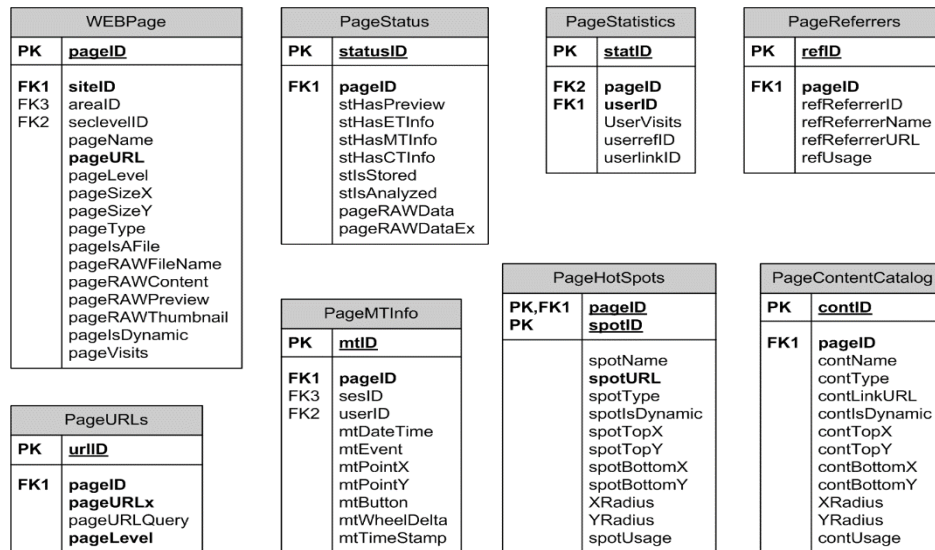 WEBPage
PK pageID
FK1 siteID
FK3 areaID
FK2 seclevelID
pageName
pageURL
pageLevel
pageSizeX
pageSizeY
pageType
pageIsAFile
pageRAWFileName
pageRAWContent
pageRAWPreview
pageRAWThumbnail
pageIsDynamic
pageVisits
PageStatus
PK statusID
FK1 pageID
stHasPreview
stHasETInfo
stHasMTInfo
stHasCTInfo
stIsStored
stIsAnalyzed
pageRAWData
pageRAWDataEx
PageStatistics
PK statID
FK2 pageID
FK1 userID
UserVisits
userrefID
userlinkID
PageReferrers
PK refID
FK1 pageID
refReferrerID
refReferrerName
refReferrerURL
refUsage
PageURLs
PK urlID
FK1 pageID
pageURLx
pageURLQuery
pageLevel
PageMTInfo
PK mtID
FK1 pageID
FK3 sesID
FK2 userID
mtDateTime
mtEvent
mtPointX
mtPointY
mtButton
mtWheelDelta
mtTimeStamp
PageHotSpots
PK,FK1 pageID
PK spotID
spotName
spotURL
spotType
spotIsDynamic
spotTopX
spotTopY
spotBottomX
spotBottomY
XRadius
YRadius
spotUsage
PageContentCatalog
PK contID
FK1 pageID
contName
contType
contLinkURL
contIsDynamic
contTopX
contTopY
contBottomX
contBottomY
XRadius
YRadius
contUsage